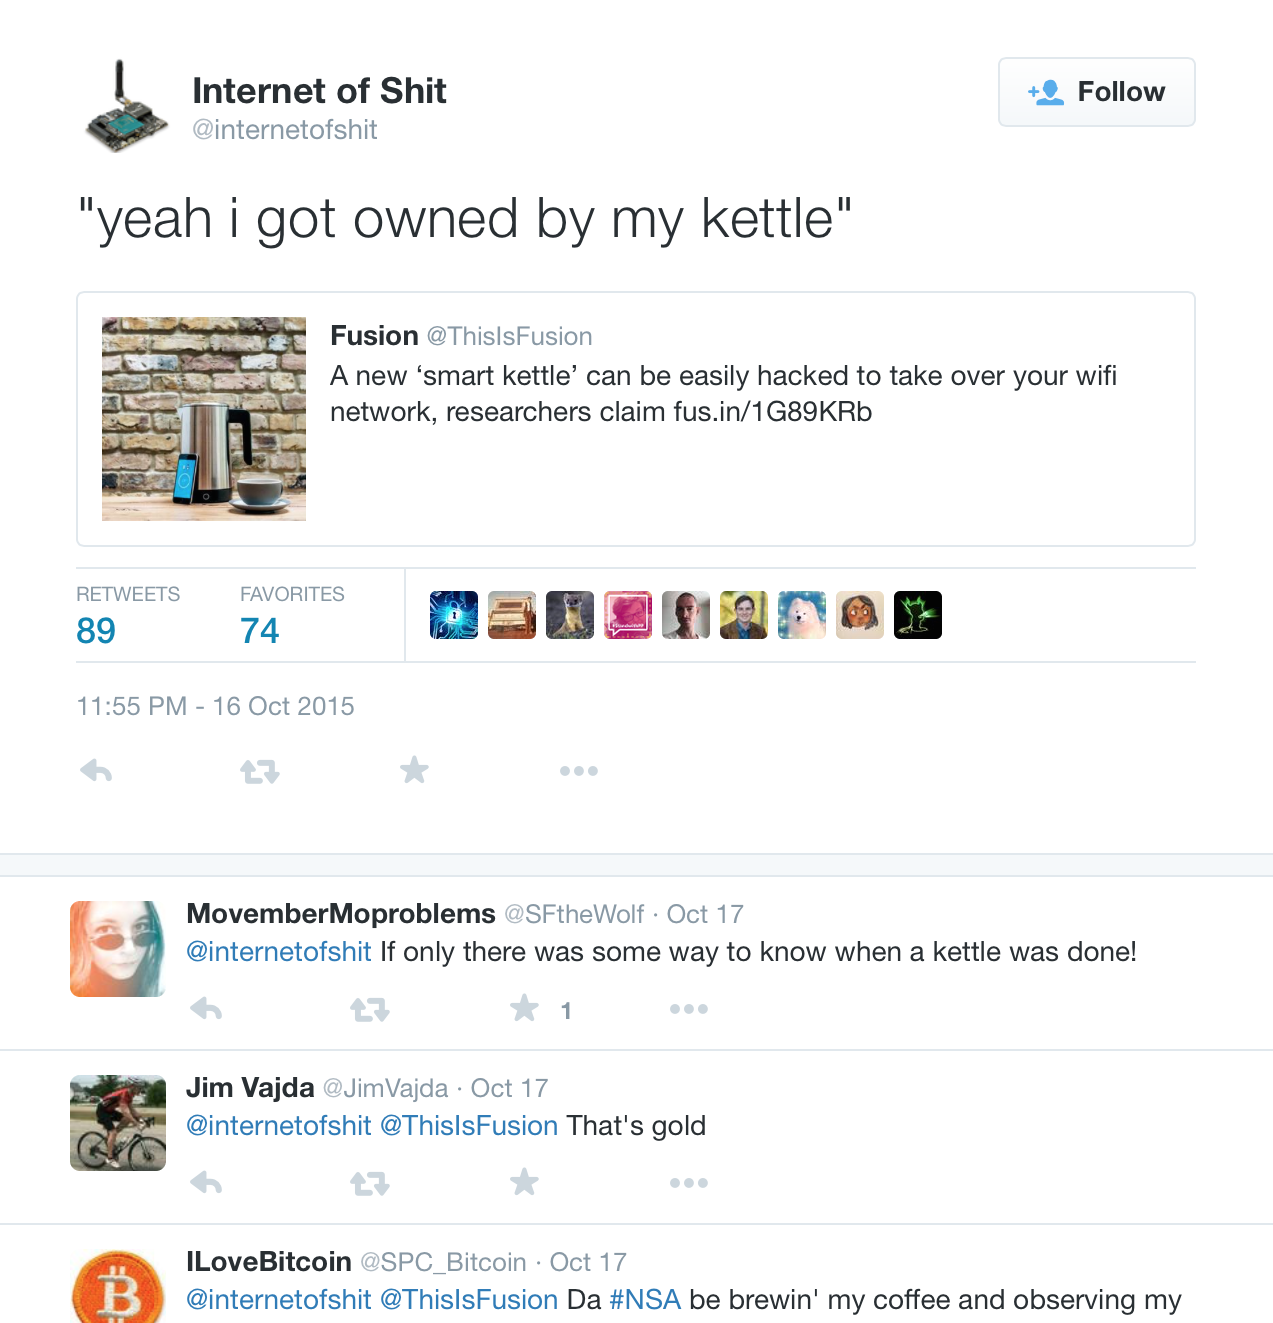 Internet of Shit
@internetofshit
Follow
"yeah i got owned by my kettle"
Fusion @ThisIsFusion
A new ‘smart kettle’ can be easily hacked to take over your wifi
network, researchers claim fus.in/1G89KRb
RETWEETS FAVORITES
89 74
11:55 PM - 16 Oct 2015
MovemberMoproblems @SFtheWolf · Oct 17
@internetofshit If only there was some way to know when a kettle was done!
1
Jim Vajda @JimVajda · Oct 17
@internetofshit @ThisIsFusion That's gold
ILoveBitcoin @SPC_Bitcoin · Oct 17
@internetofshit @ThisIsFusion Da #NSA be brewin' my coffee and observing my